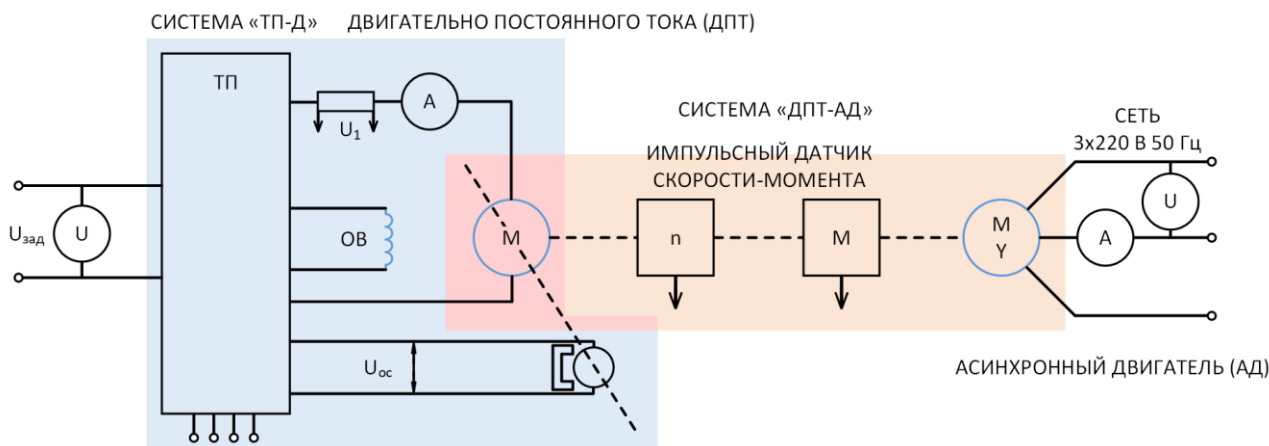 СИСТЕМА «ТП-Д»
ДВИГАТЕЛЬНО ПОСТОЯННОГО ТОКА (ДПТ)
ТП
A
U₁
СИСТЕМА «ДПТ-АД»
ИМПУЛЬСНЫЙ ДАТЧИК
СКОРОСТИ-МОМЕНТА
СЕТЬ
3х220 В 50 Гц
Uзад
U
ОВ
М
n
М
М
Y
A
U
Uос
АСИНХРОННЫЙ ДВИГАТЕЛЬ (АД)